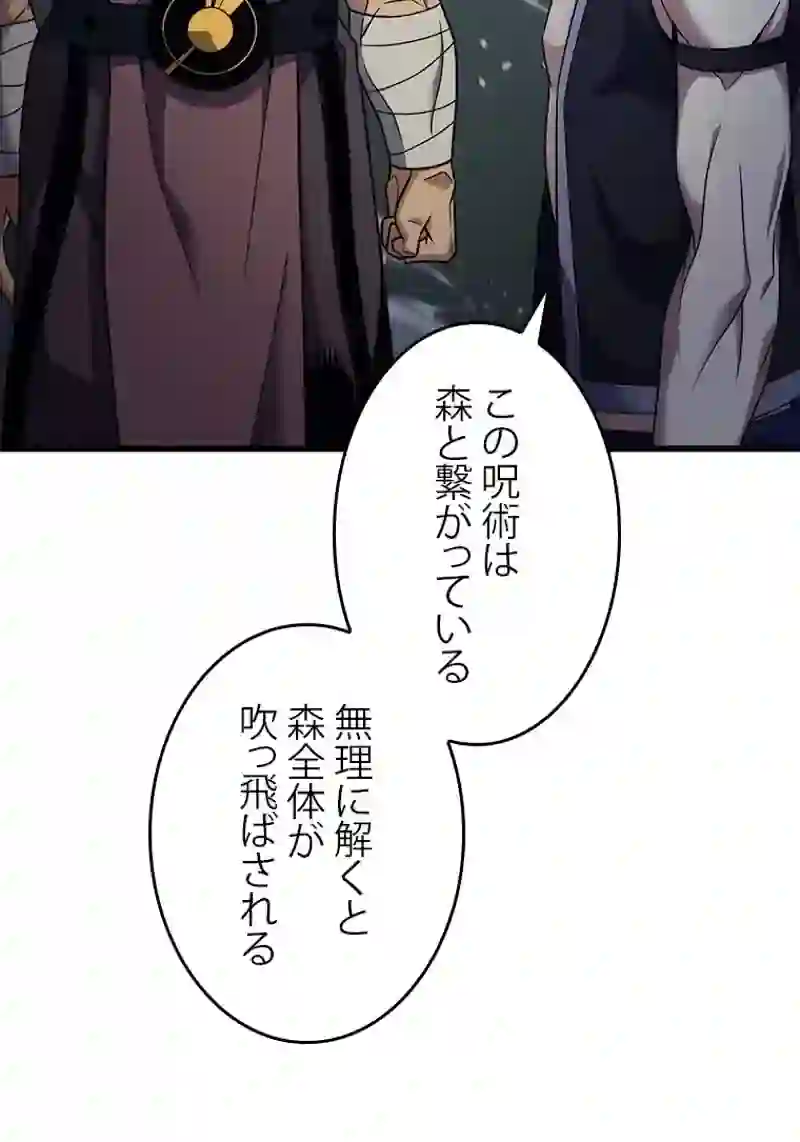 この呪術は
森と繋がっている
無理に解くと
森全体が
吹っ飛ばされる